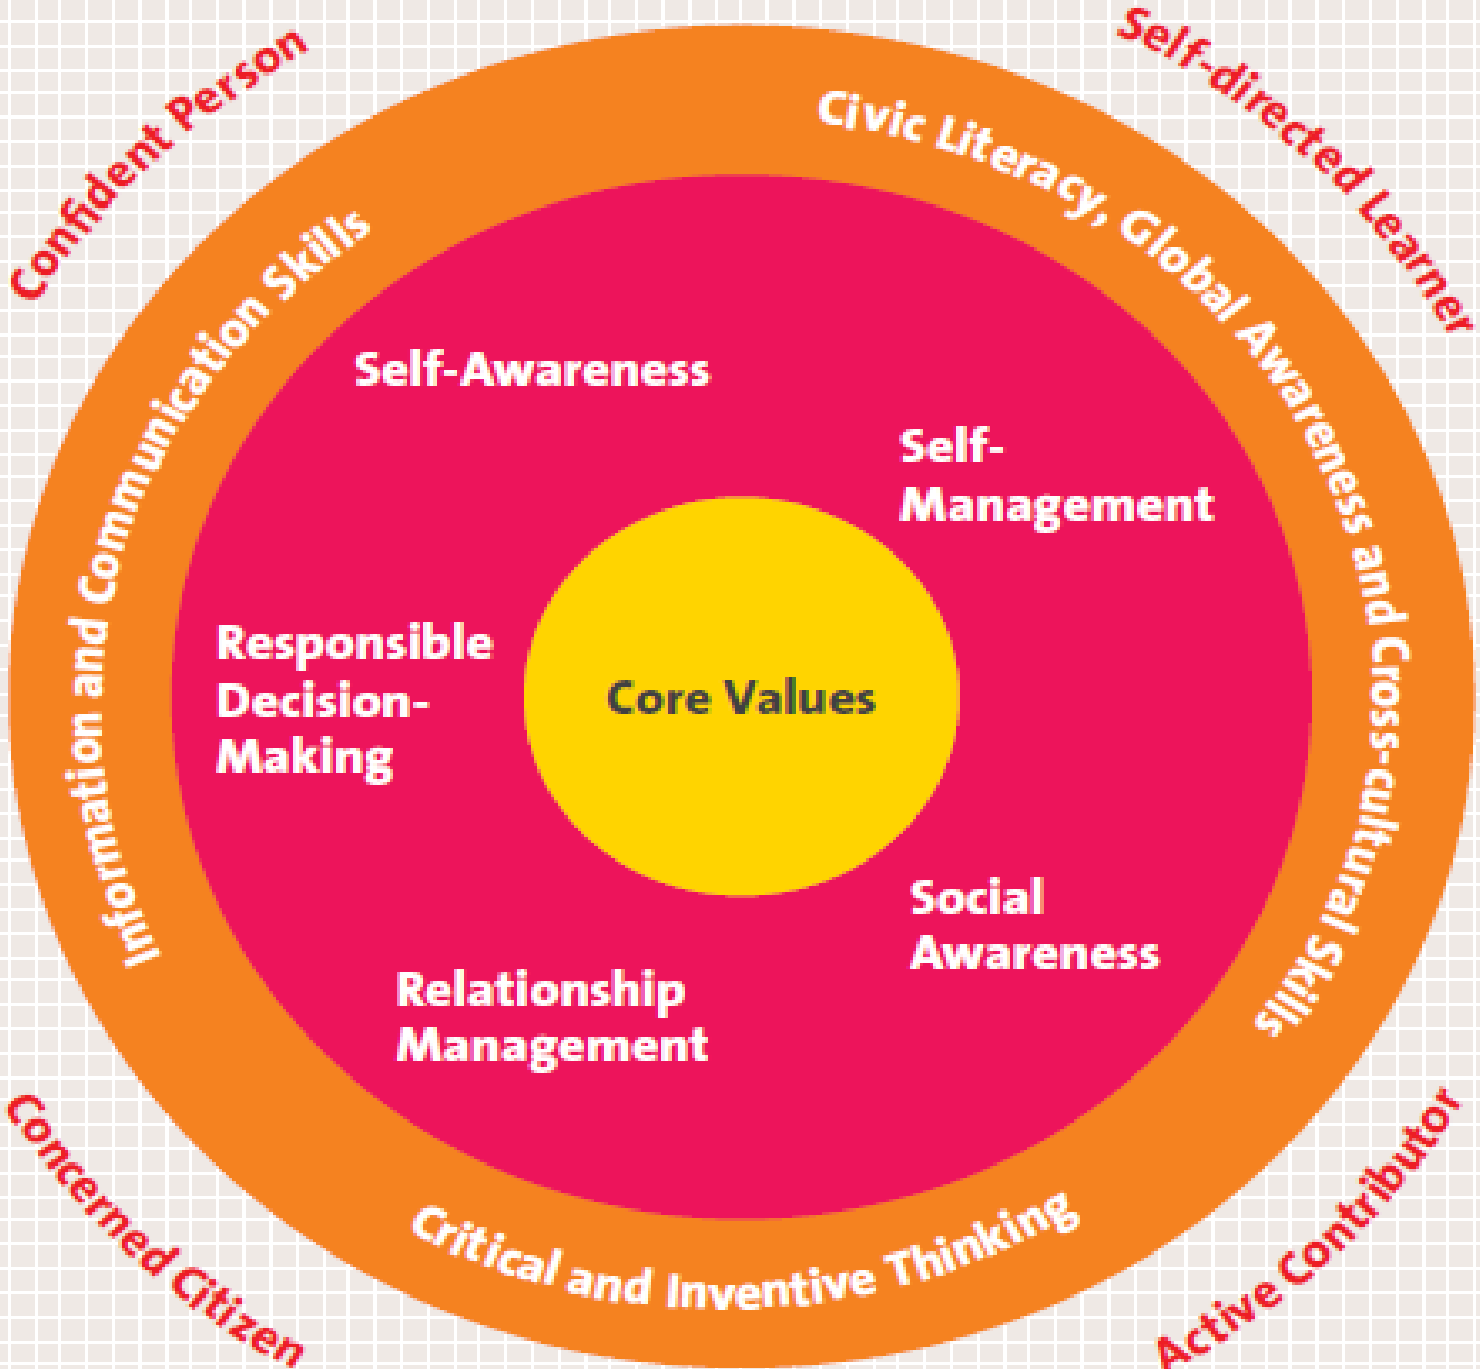 Confident Person
Self-directed Learner
Civic Literacy, Global Awareness and Cross-cultural Skills
Information and Communication Skills
Self-Awareness
Self-
Management
Responsible
Decision-
Making
Core Values
Social
Awareness
Relationship
Management
Critical and Inventive Thinking
Concerned Citizen
Active Contributor